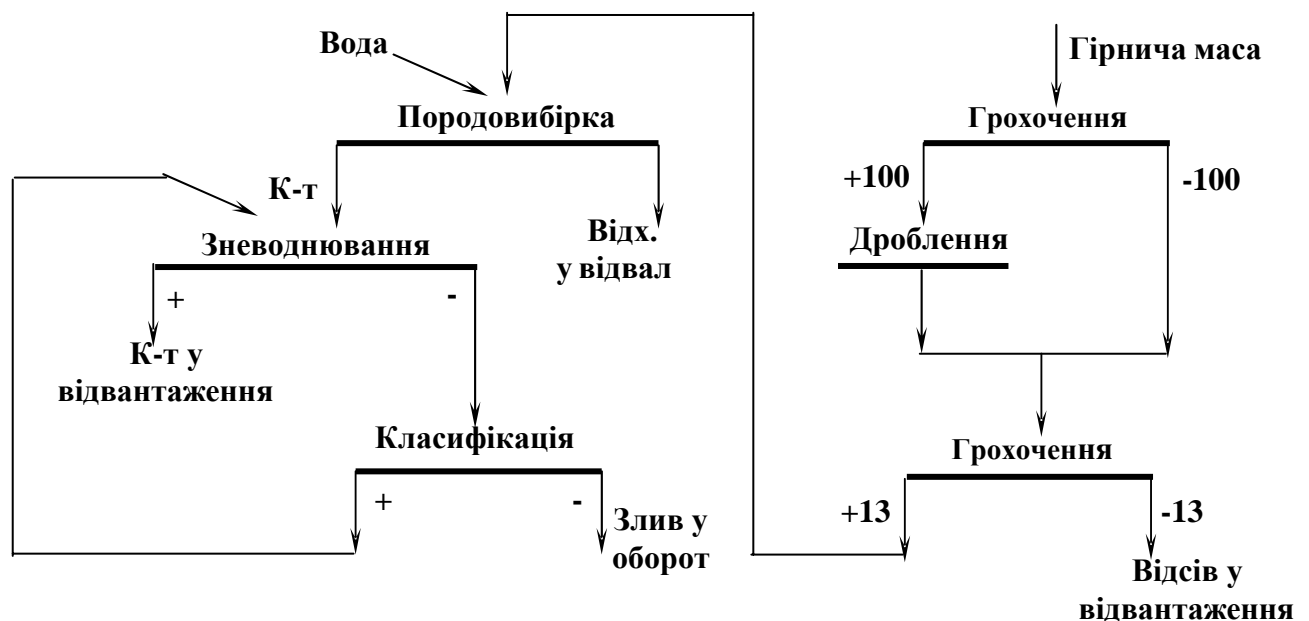 Вода
Гірнича маса
Породовибірка
Грохочення
+100
-100
К-т
Відх.
у відвал
Зневоднювання
Дроблення
+
-
К-т у
відвантаження
Класифікація
Грохочення
+
-
Злив у
оборот
+13
-13
Відсів у
відвантаження